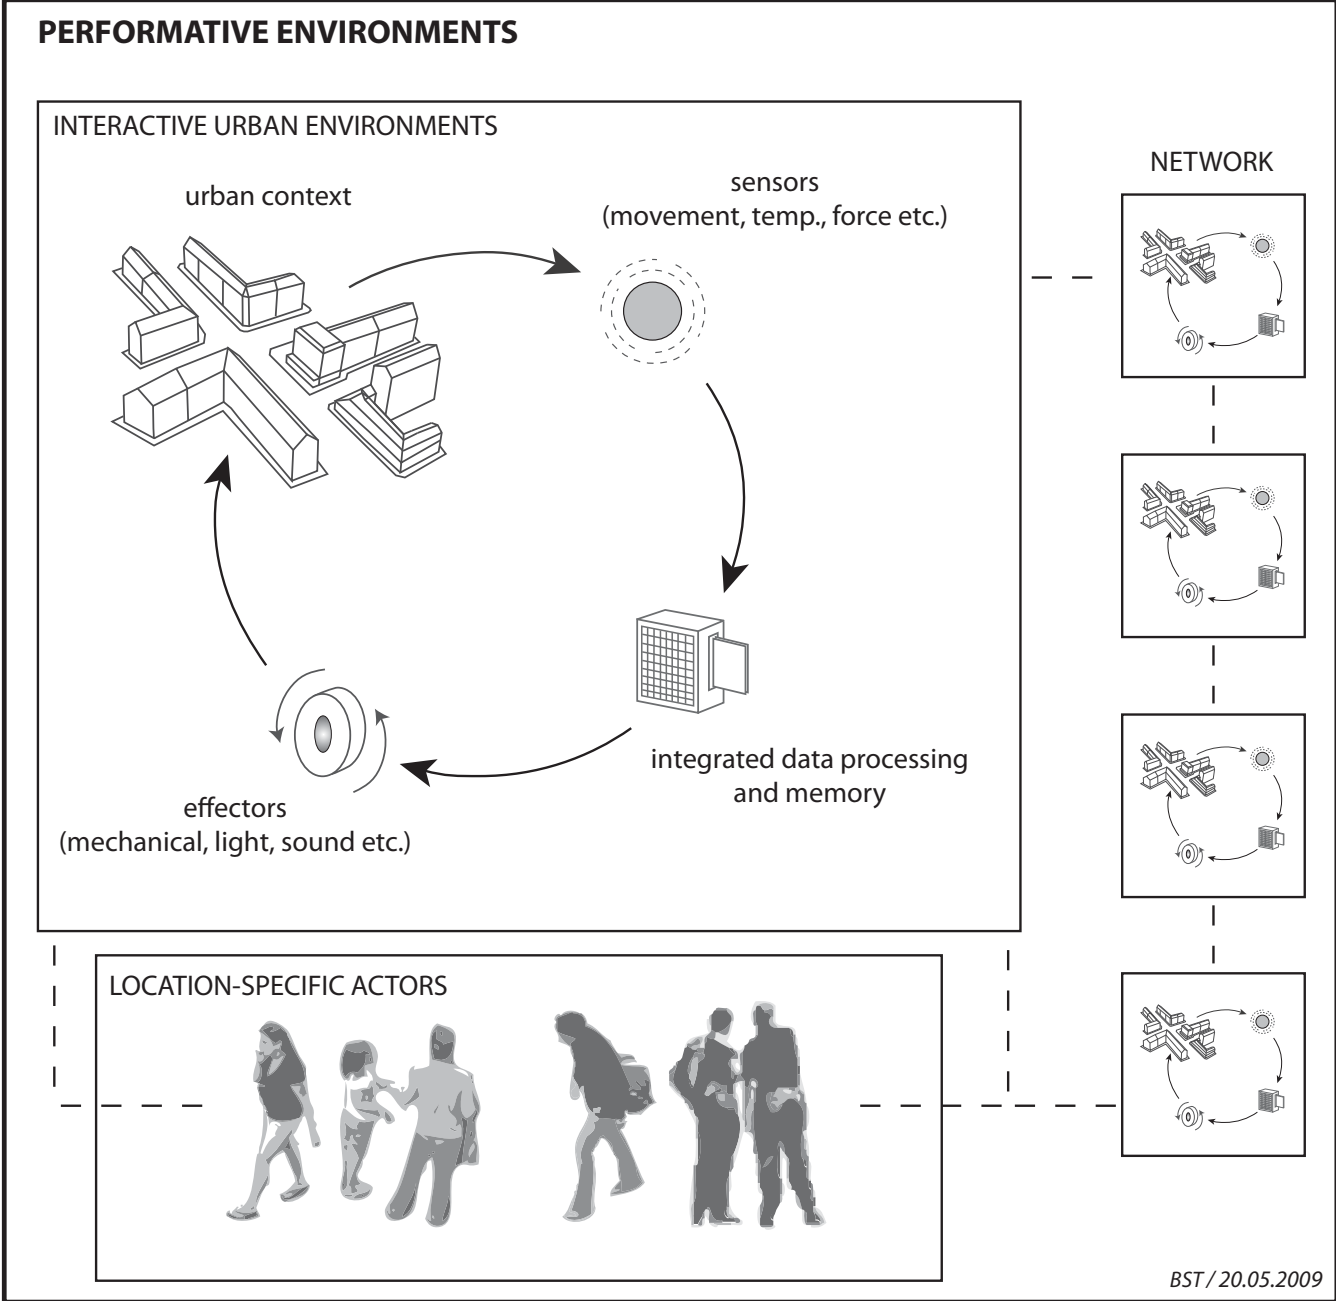 PERFORMATIVE ENVIRONMENTS
INTERACTIVE URBAN ENVIRONMENTS
urban context
sensors
(movement, temp., force etc.)
integrated data processing
and memory
effectors
(mechanical, light, sound etc.)
NETWORK
LOCATION-SPECIFIC ACTORS
BST / 20.05.2009